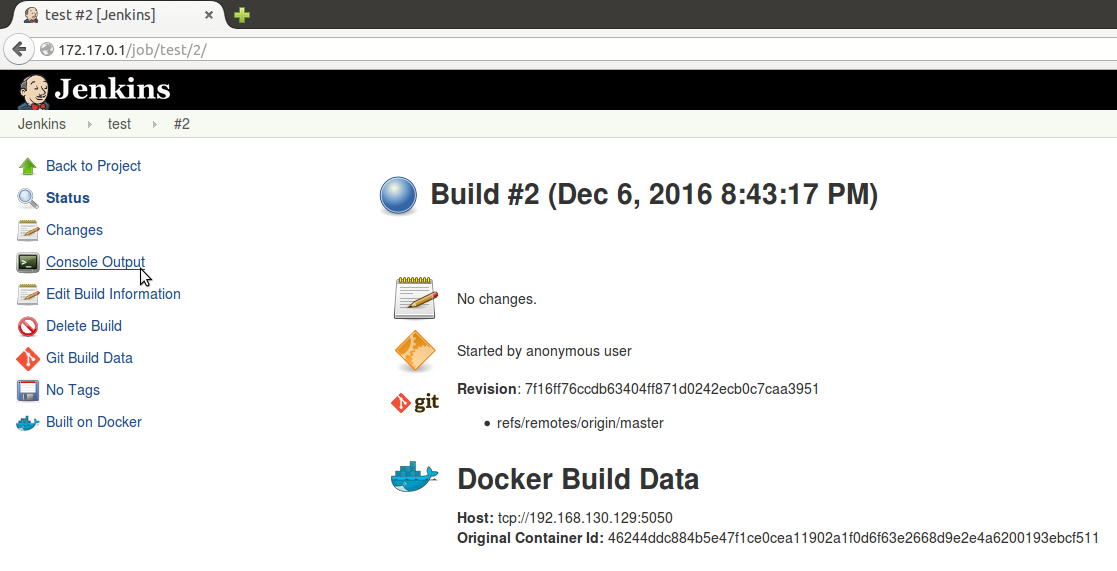 test #2 [Jenkins]
172.17.0.1/job/test/2/
Jenkins
Jenkins test #2
Back to Project
Status
Changes
Console Output
Edit Build Information
Delete Build
Git Build Data
No Tags
Built on Docker
Build #2 (Dec 6, 2016 8:43:17 PM)
No changes.
Started by anonymous user
Revision: 7f16ff76ccdb63404ff871d0242ecb0c7caa3951
git
refs/remotes/origin/master
Docker Build Data
Host: tcp://192.168.130.129:5050
Original Container Id: 46244ddc884b5e47f1ce0cea11902a1f0d6f63e2668d9e2e4a6200193ebcf511